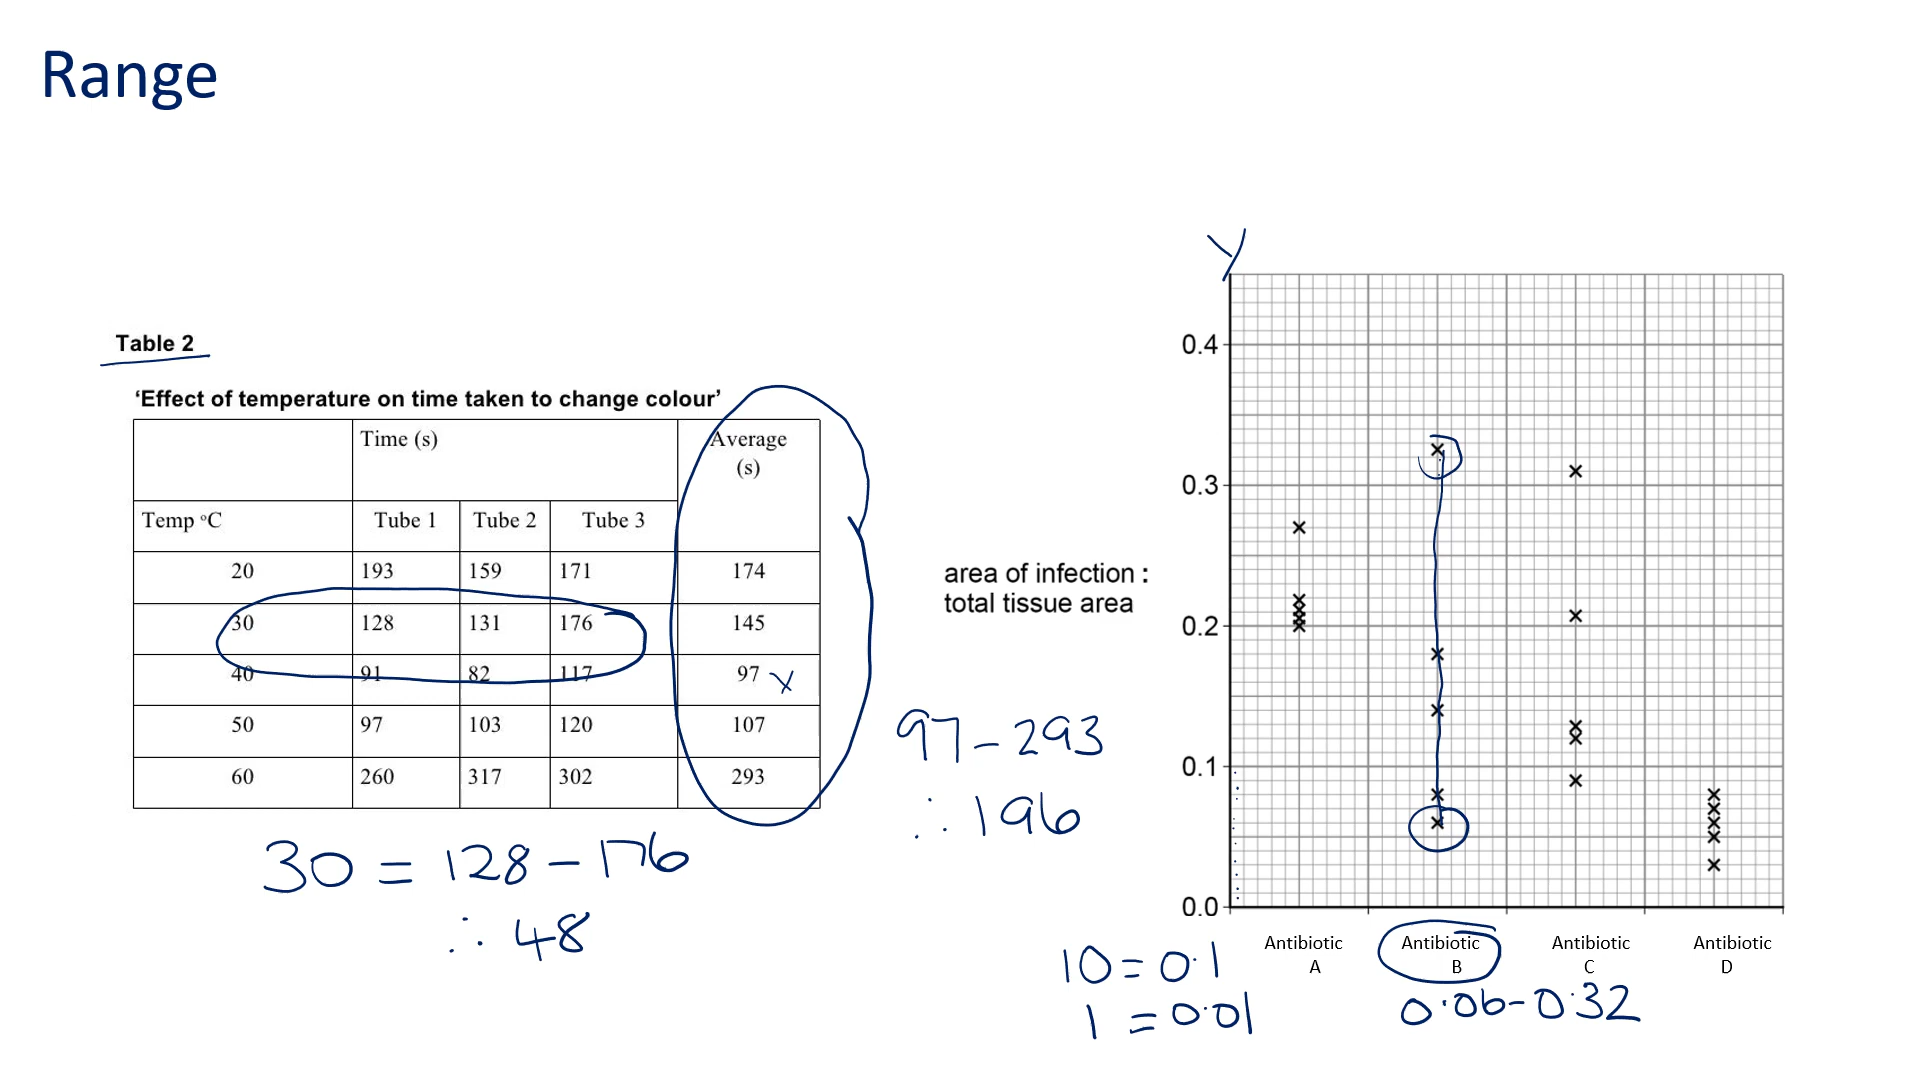 Range
Table 2
‘Effect of temperature on time taken to change colour’
Time (s) Average (s)
Temp °C Tube 1 Tube 2 Tube 3
20 193 159 171 174
30 128 131 176 145
40 91 82 117 97 x
50 97 103 120 107
60 260 317 302 293
30 = 128 - 176
∴ 48
97 - 293
∴ 196
Y
area of infection :
total tissue area
0.4
0.3
0.2
0.1
0.0
Antibiotic A
Antibiotic B
Antibiotic C
Antibiotic D
10 = 0.1
1 = 0.01
0.06 - 0.32